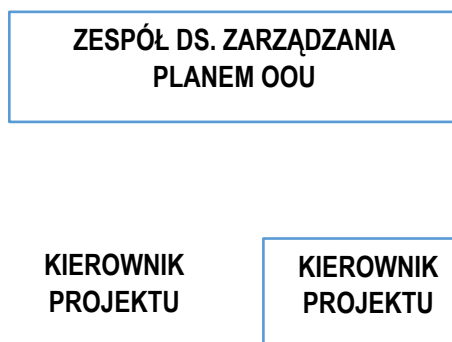 ZESPÓŁ DS. ZARZĄDZANIA
PLANEM OOU
KIEROWNIK
PROJEKTU
KIEROWNIK
PROJEKTU